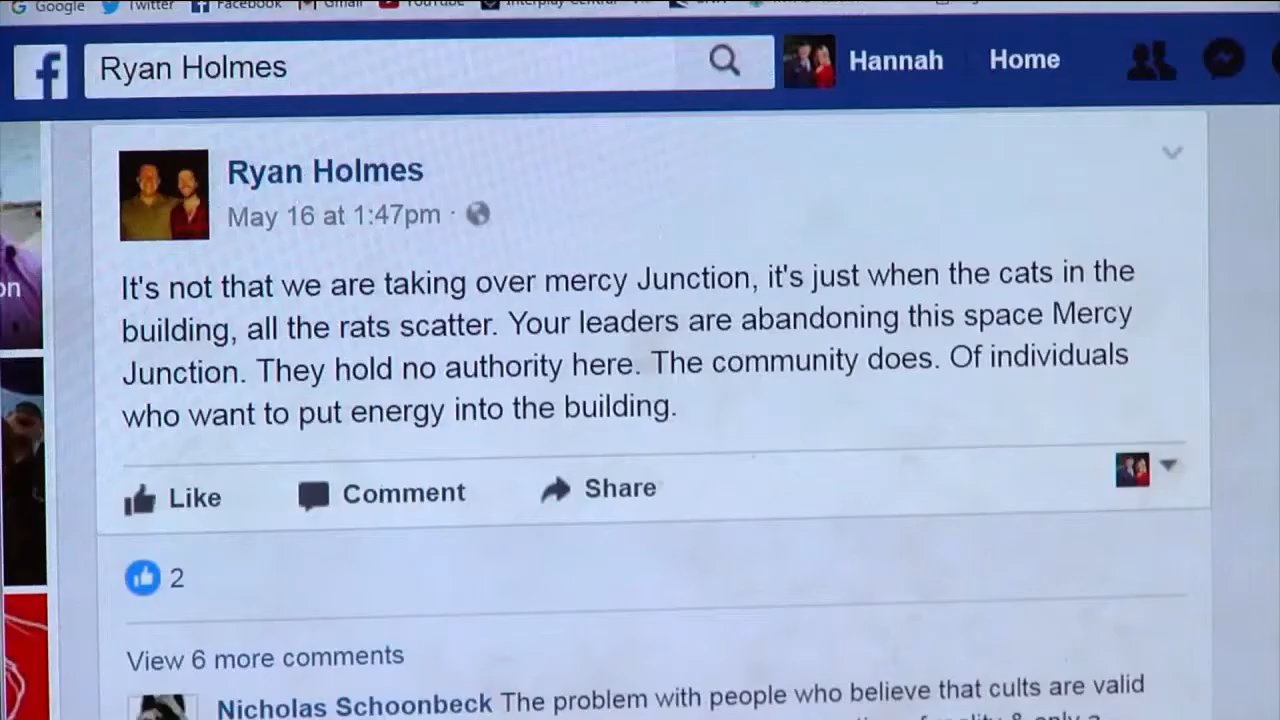 Google Twitter Facebook Gmail YouTube Interplay Central
f Ryan Holmes Hannah Home
Ryan Holmes
May 16 at 1:47pm ·
on
It's not that we are taking over mercy Junction, it's just when the cats in the
building, all the rats scatter. Your leaders are abandoning this space Mercy
Junction. They hold no authority here. The community does. Of individuals
who want to put energy into the building.
Like Comment Share
2
View 6 more comments
Nicholas Schoonbeck The problem with people who believe that cults are valid